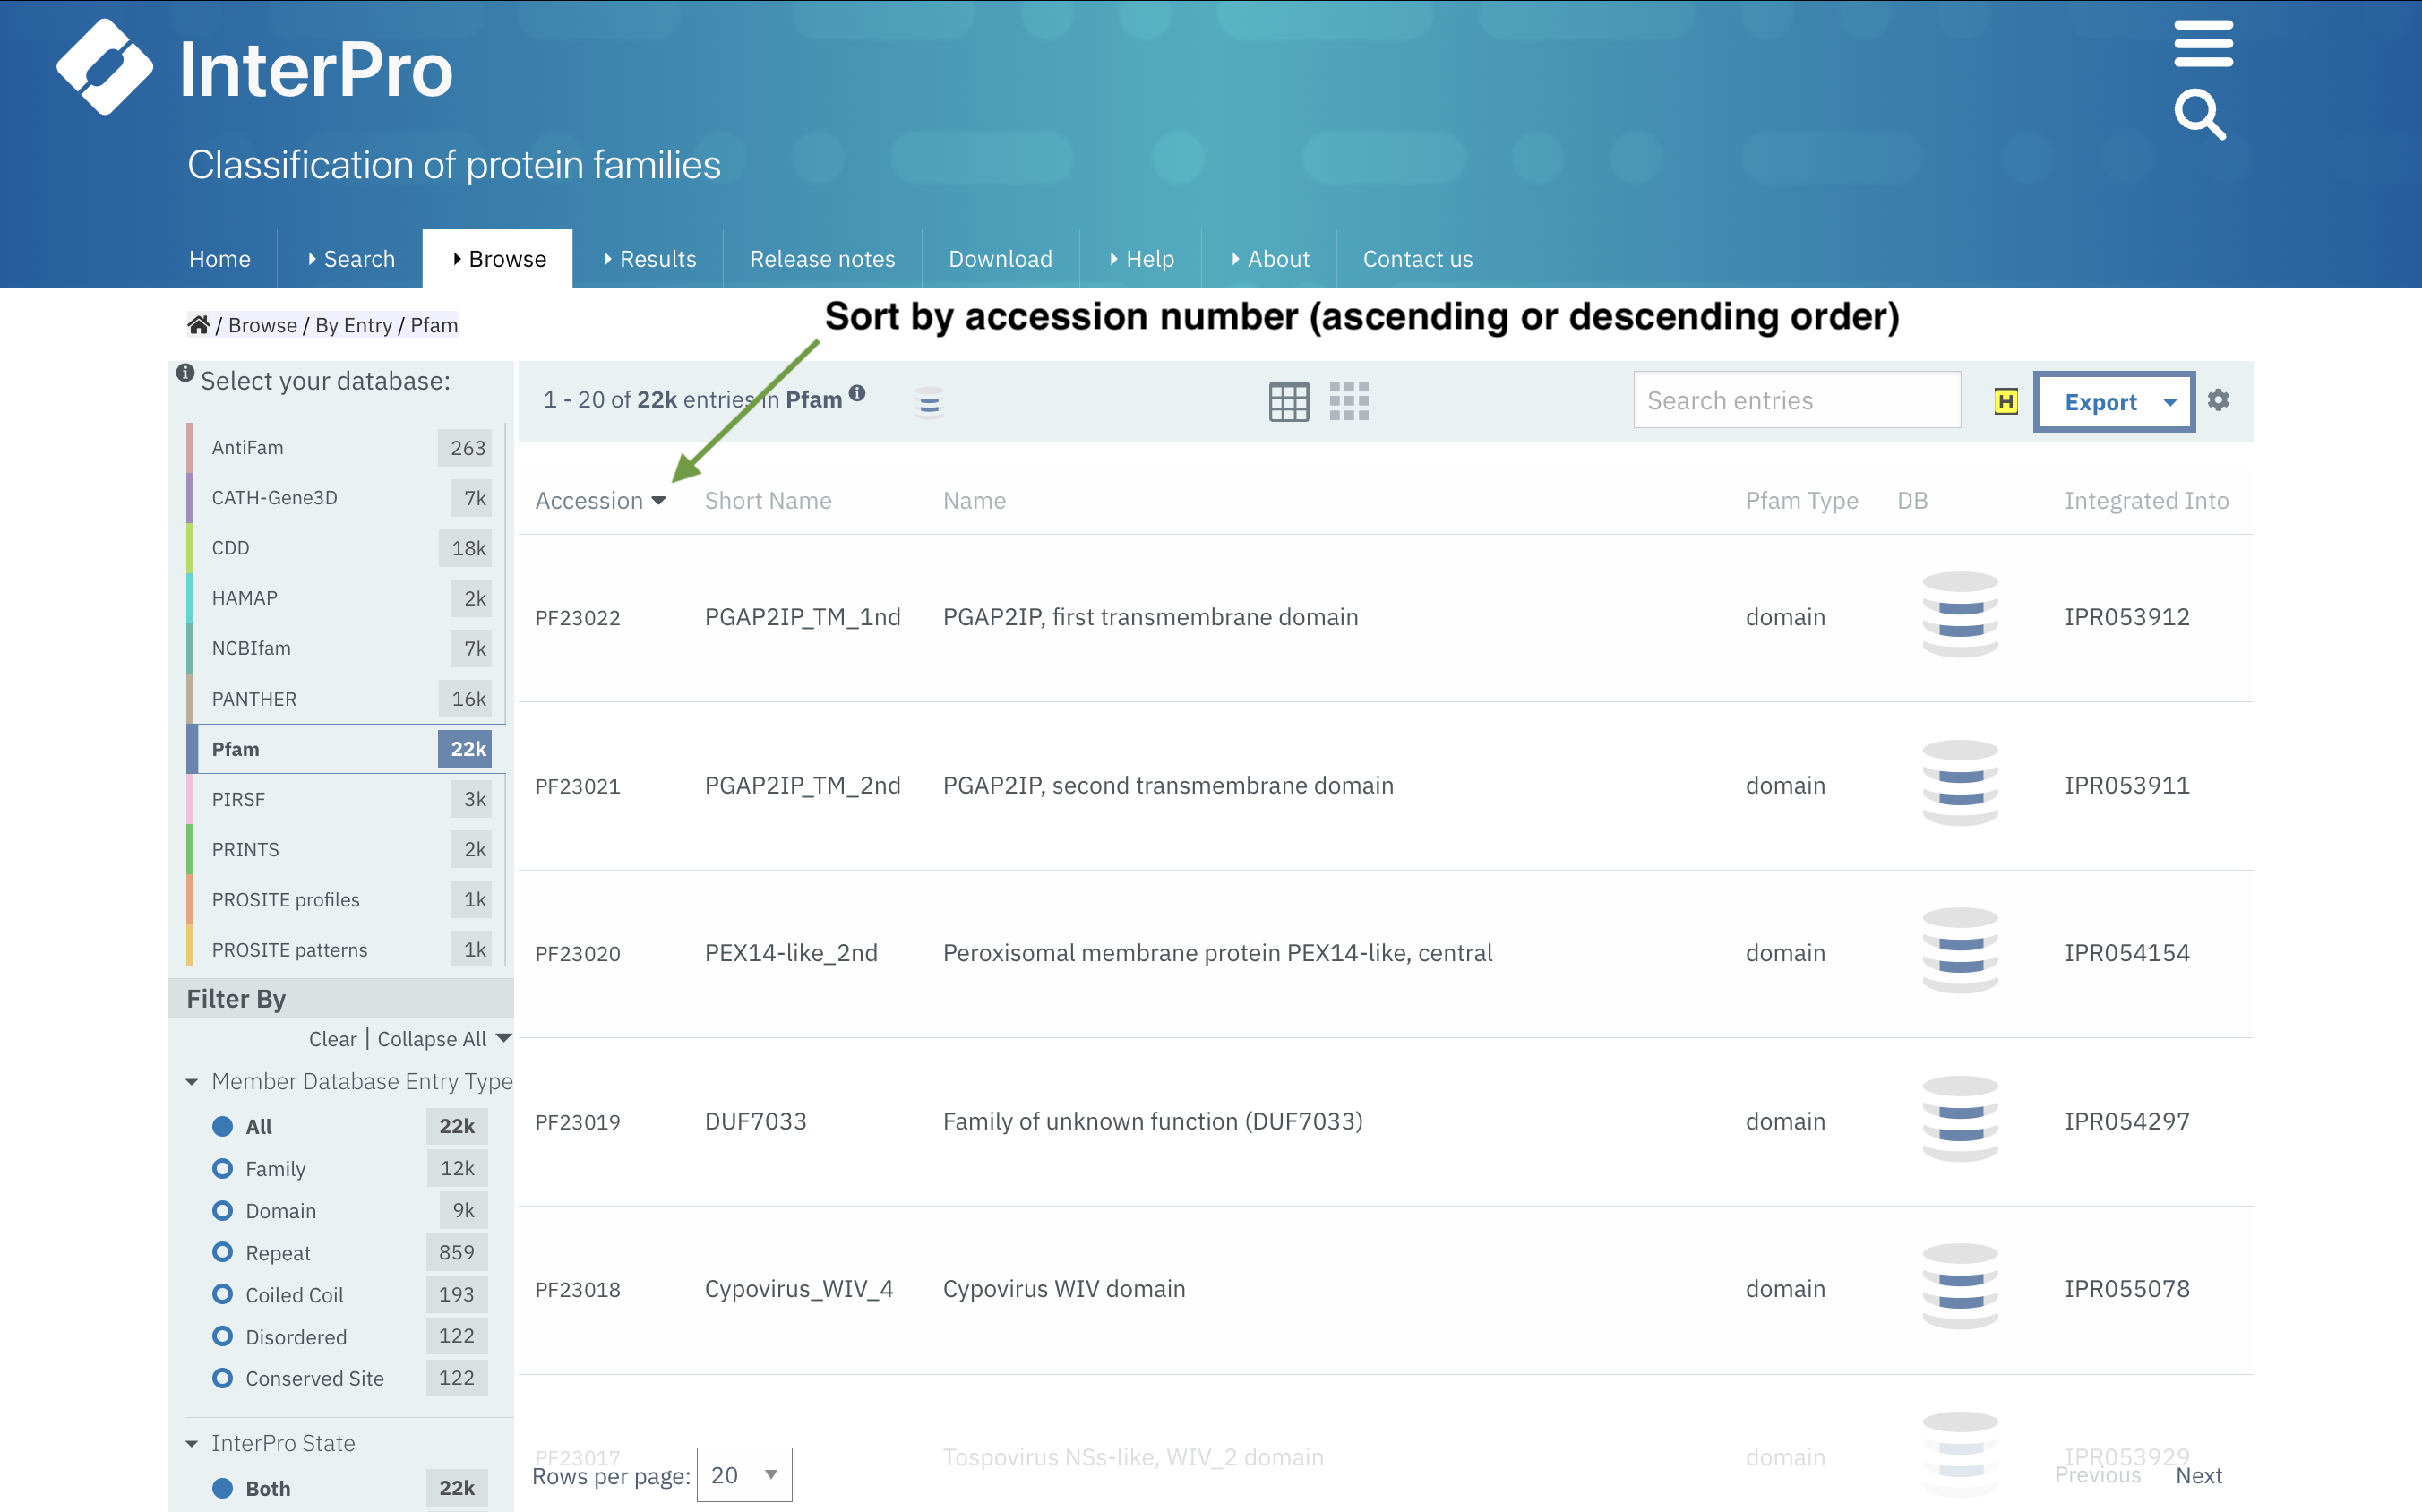 InterPro
Classification of protein families
Home Search Browse Results Release notes Download Help About Contact us
Sort by accession number (ascending or descending order)
/ Browse / By Entry / Pfam
Select your database:
AntiFam 263
CATH-Gene3D 7k
CDD 18k
HAMAP 2k
NCBIfam 7k
PANTHER 16k
Pfam 22k
PIRSF 3k
PRINTS 2k
PROSITE profiles 1k
PROSITE patterns 1k
Filter By
Clear | Collapse All
Member Database Entry Type
All 22k
Family 12k
Domain 9k
Repeat 859
Coiled Coil 193
Disordered 122
Conserved Site 122
InterPro State
Both 22k
1 - 20 of 22k entries in Pfam
Search entries
H
Export
Accession Short Name Name Pfam Type DB Integrated Into
PF23022 PGAP2IP_TM_1nd PGAP2IP, first transmembrane domain domain IPR053912
PF23021 PGAP2IP_TM_2nd PGAP2IP, second transmembrane domain domain IPR053911
PF23020 PEX14-like_2nd Peroxisomal membrane protein PEX14-like, central domain IPR054154
PF23019 DUF7033 Family of unknown function (DUF7033) domain IPR054297
PF23018 Cypovirus_WIV_4 Cypovirus WIV domain domain IPR055078
PF23017 Tospovirus NSs-like, WIV_2 domain domain IPR053929
Rows per page: 20 Previous Next